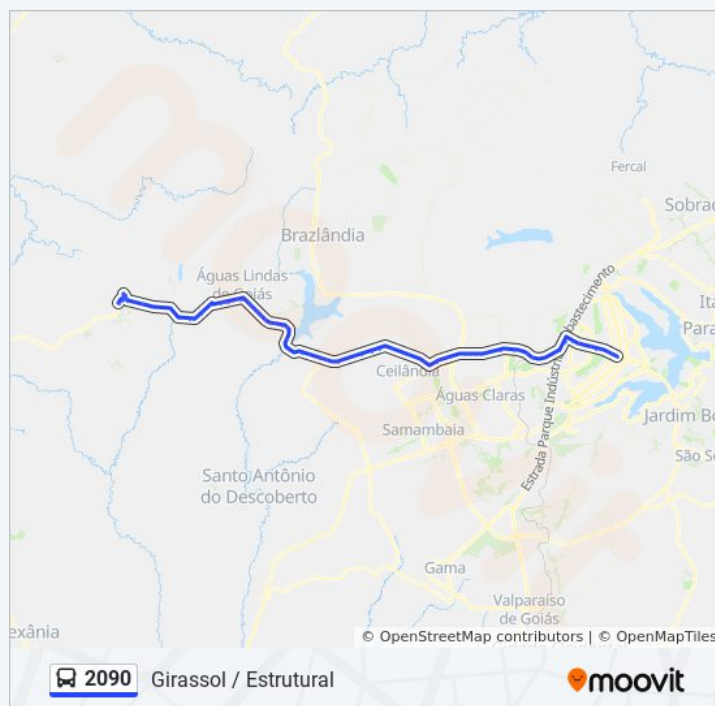 Fercal
Sobrad
Brazlândia
Águas Lindas
de Goiás
Ita
Para
Estrada Parque Indústria e Abastecimento
Ceilândia
Águas Claras
Samambaia
Jardim Bo
São Se
Santo Antônio
do Descoberto
Gama
Valparaíso
de Goiás
exânia
© OpenStreetMap contributors | © OpenMapTiles
2090 Girassol / Estrutural
moovit